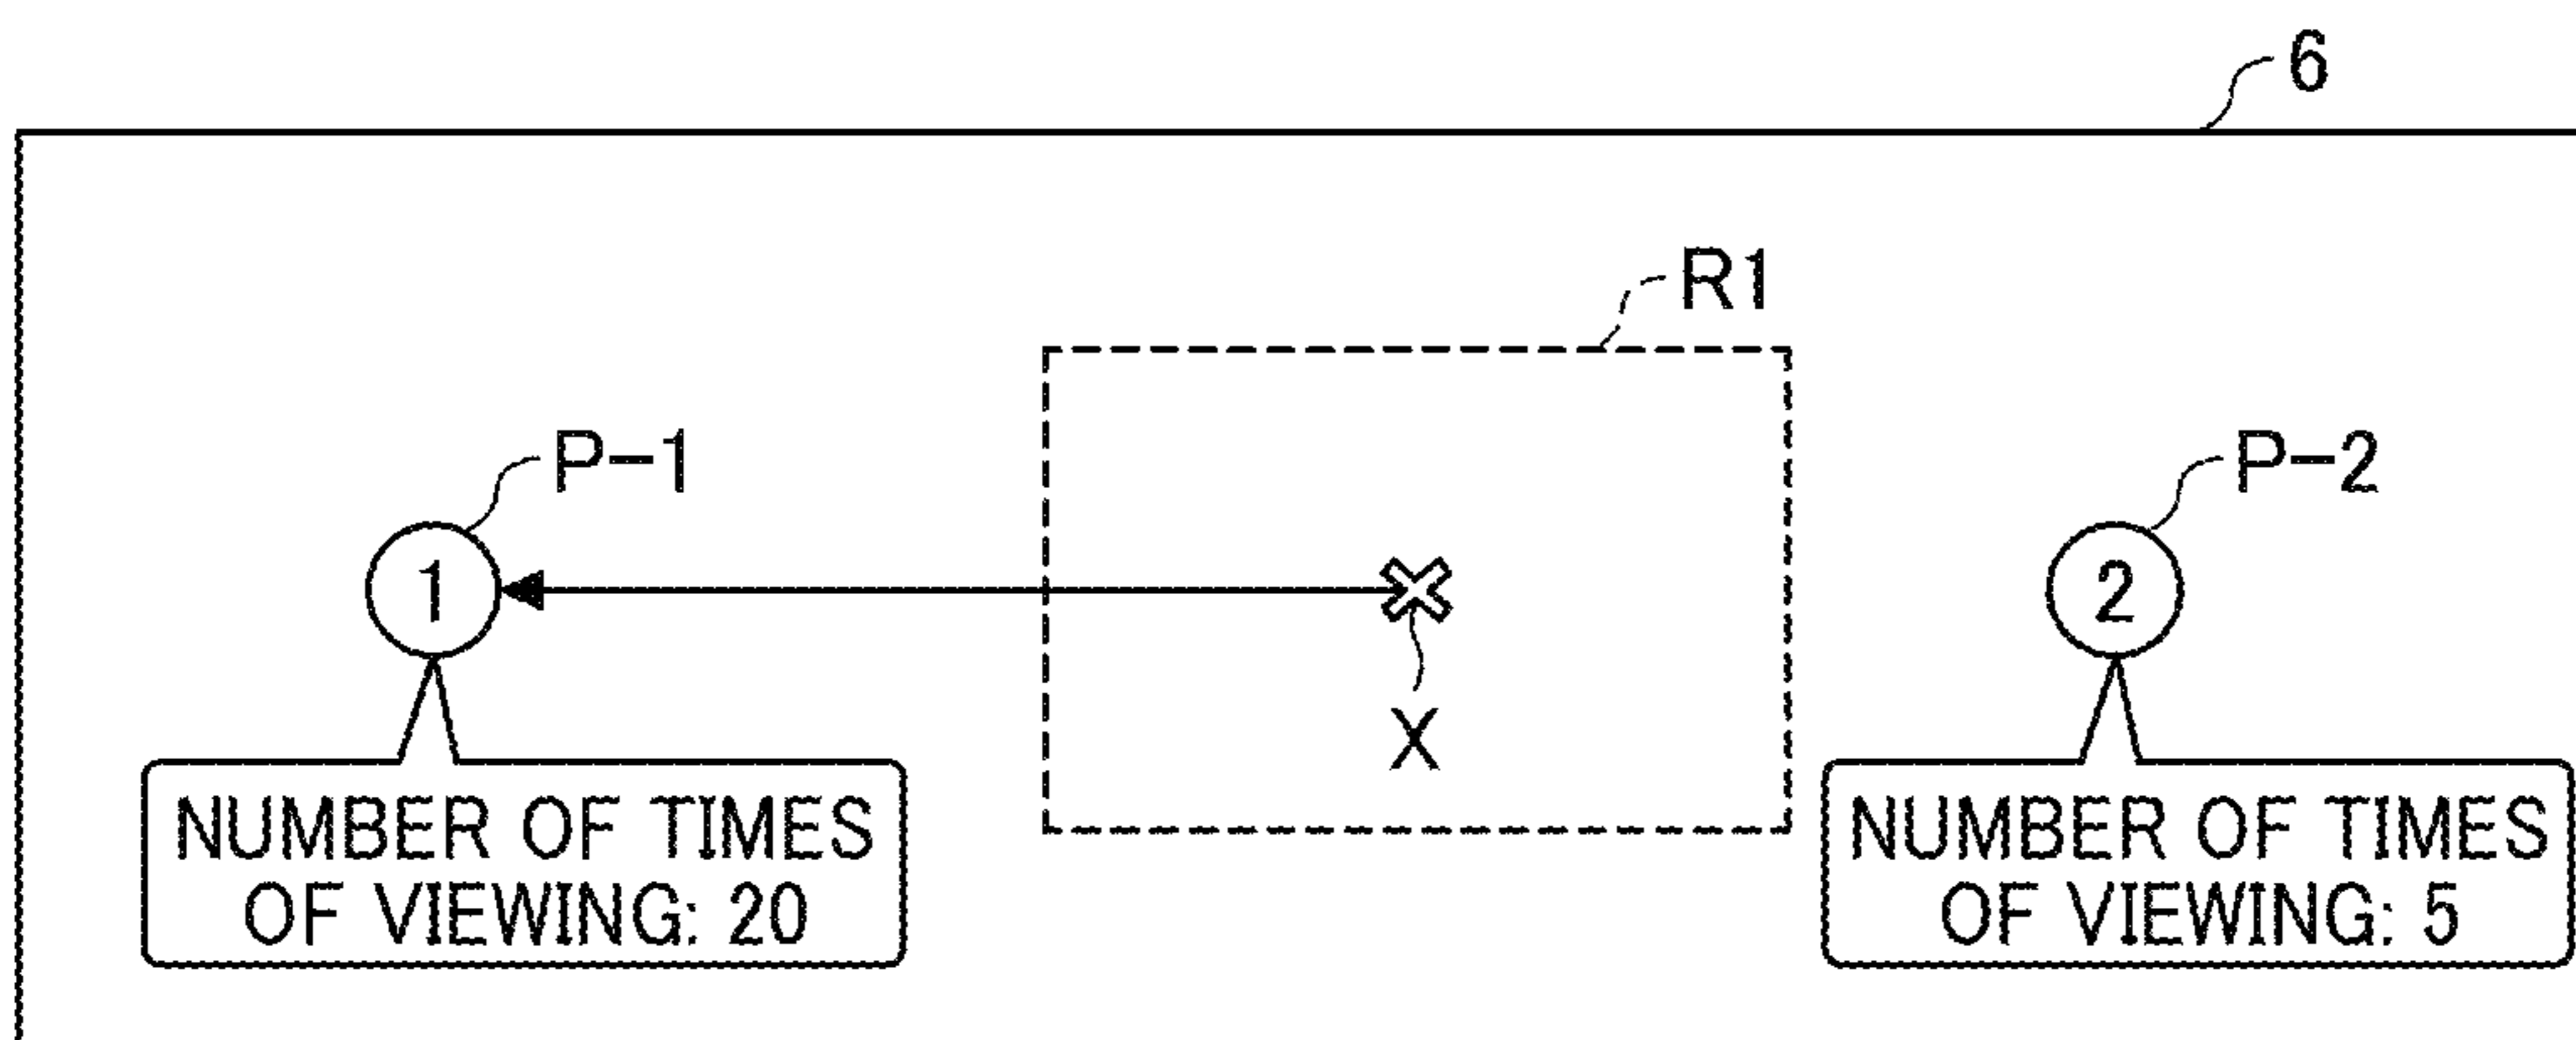 6
R1
P-1
P-2
1
2
X
NUMBER OF TIMES
OF VIEWING: 20
NUMBER OF TIMES
OF VIEWING: 5